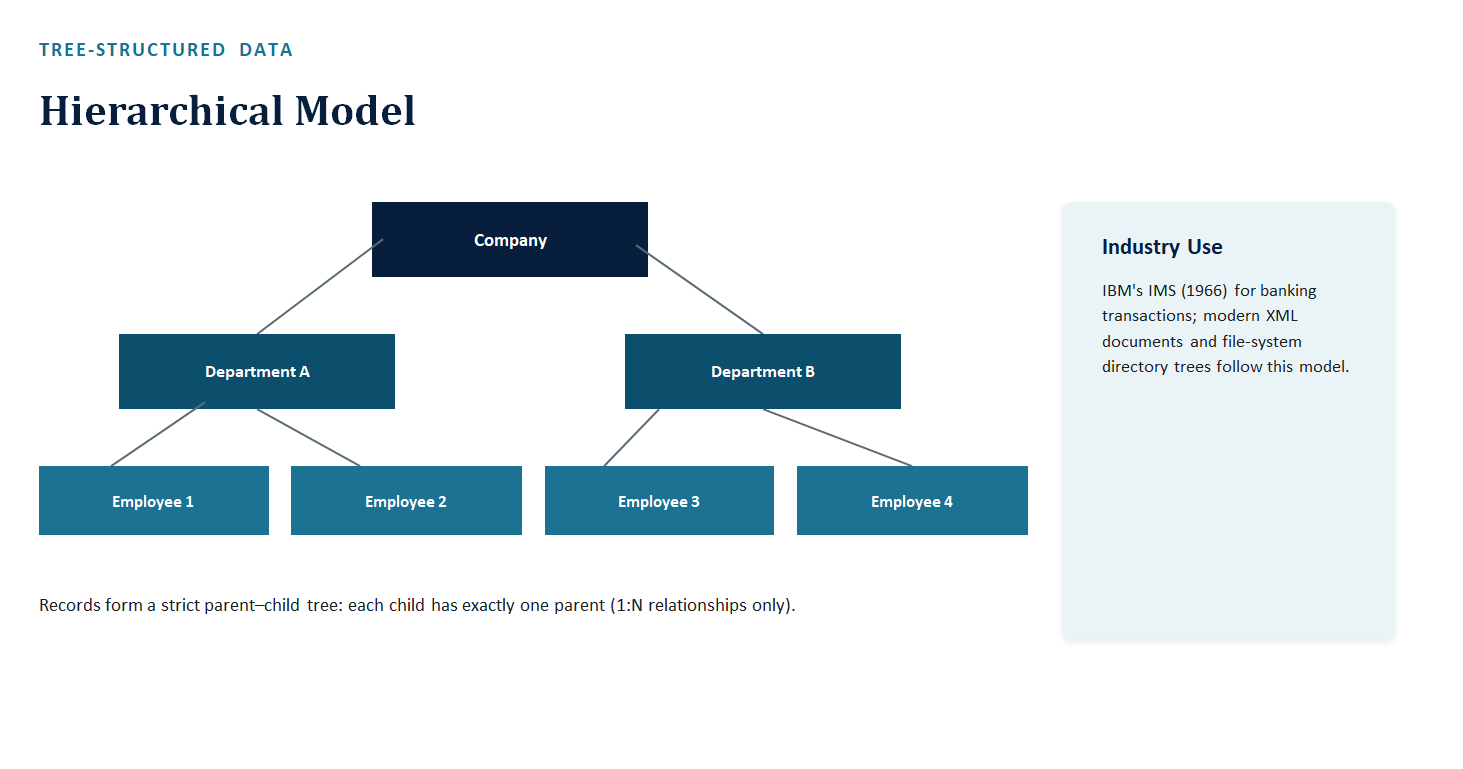 TREE-STRUCTURED DATA
Hierarchical Model
Company
Department A
Department B
Employee 1
Employee 2
Employee 3
Employee 4
Records form a strict parent–child tree: each child has exactly one parent (1:N relationships only).
Industry Use
IBM's IMS (1966) for banking
transactions; modern XML
documents and file-system
directory trees follow this model.